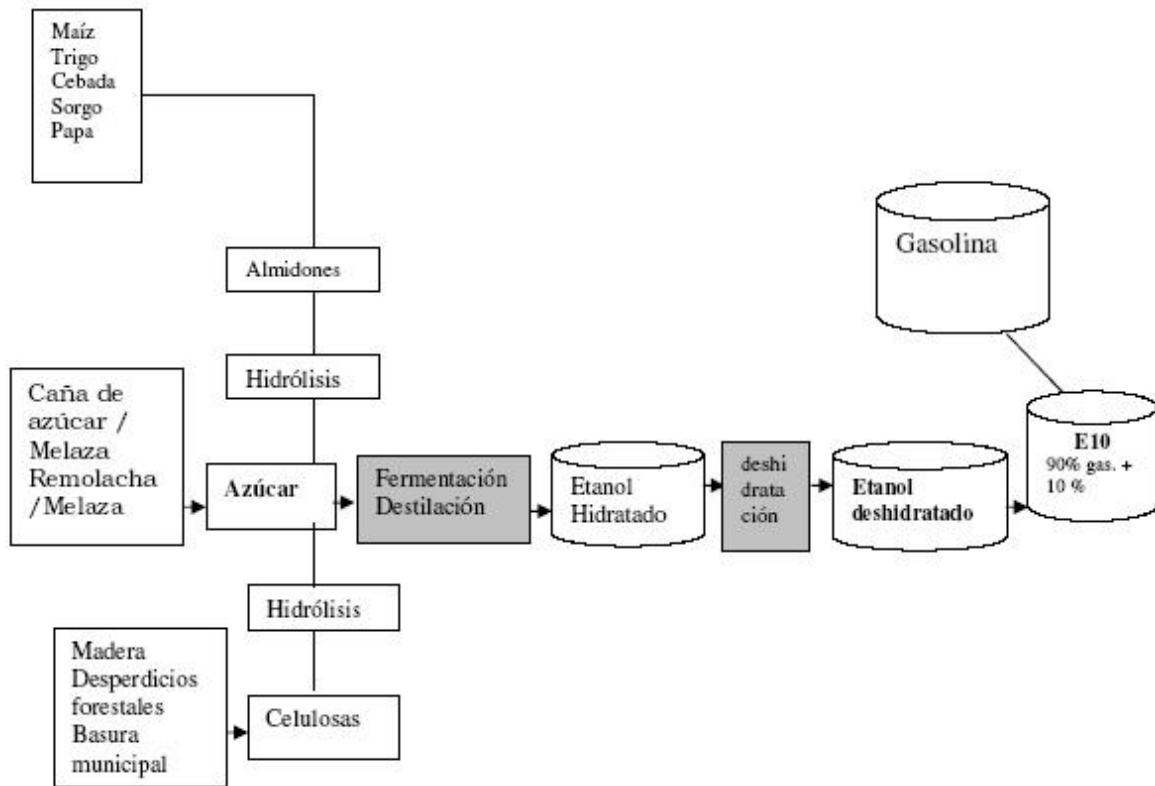 Maíz
Trigo
Cebada
Sorgo
Papa
Almidones
Hidrólisis
Caña de
azúcar /
Melaza
Remolacha
/Melaza
Azúcar
Fermentación
Destilación
Etanol
Hidratado
deshi
drata
ción
Etanol
deshidratado
Gasolina
E10
90% gas. +
10 %
Hidrólisis
Madera
Desperdicios
forestales
Basura
municipal
Celulosas